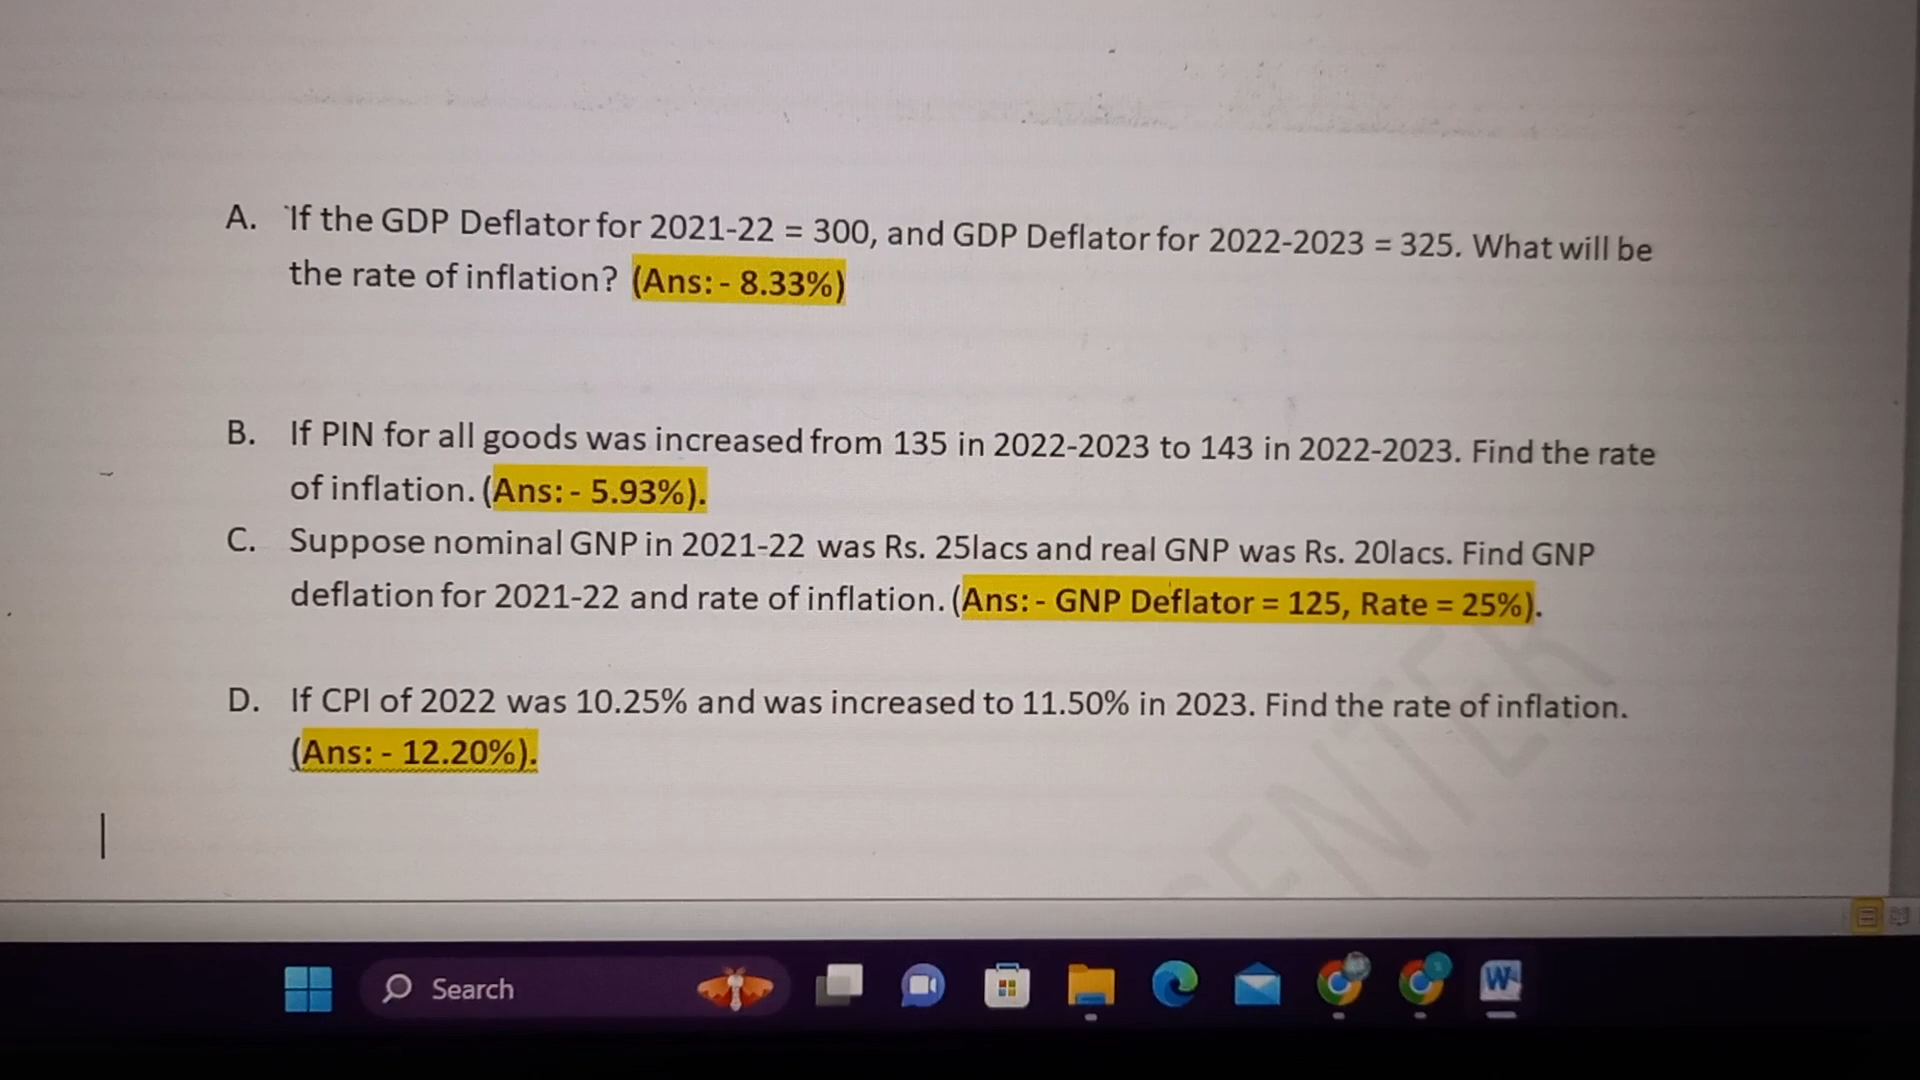 A. If the GDP Deflator for 2021-22 = 300, and GDP Deflator for 2022-2023 = 325. What will be
the rate of inflation? (Ans: - 8.33%)
B. If PIN for all goods was increased from 135 in 2022-2023 to 143 in 2022-2023. Find the rate
of inflation. (Ans: - 5.93%).
C. Suppose nominal GNP in 2021-22 was Rs. 25lacs and real GNP was Rs. 20lacs. Find GNP
deflation for 2021-22 and rate of inflation. (Ans: - GNP Deflator = 125, Rate = 25%).
D. If CPI of 2022 was 10.25% and was increased to 11.50% in 2023. Find the rate of inflation.
(Ans: - 12.20%).
CENTER
Search
W